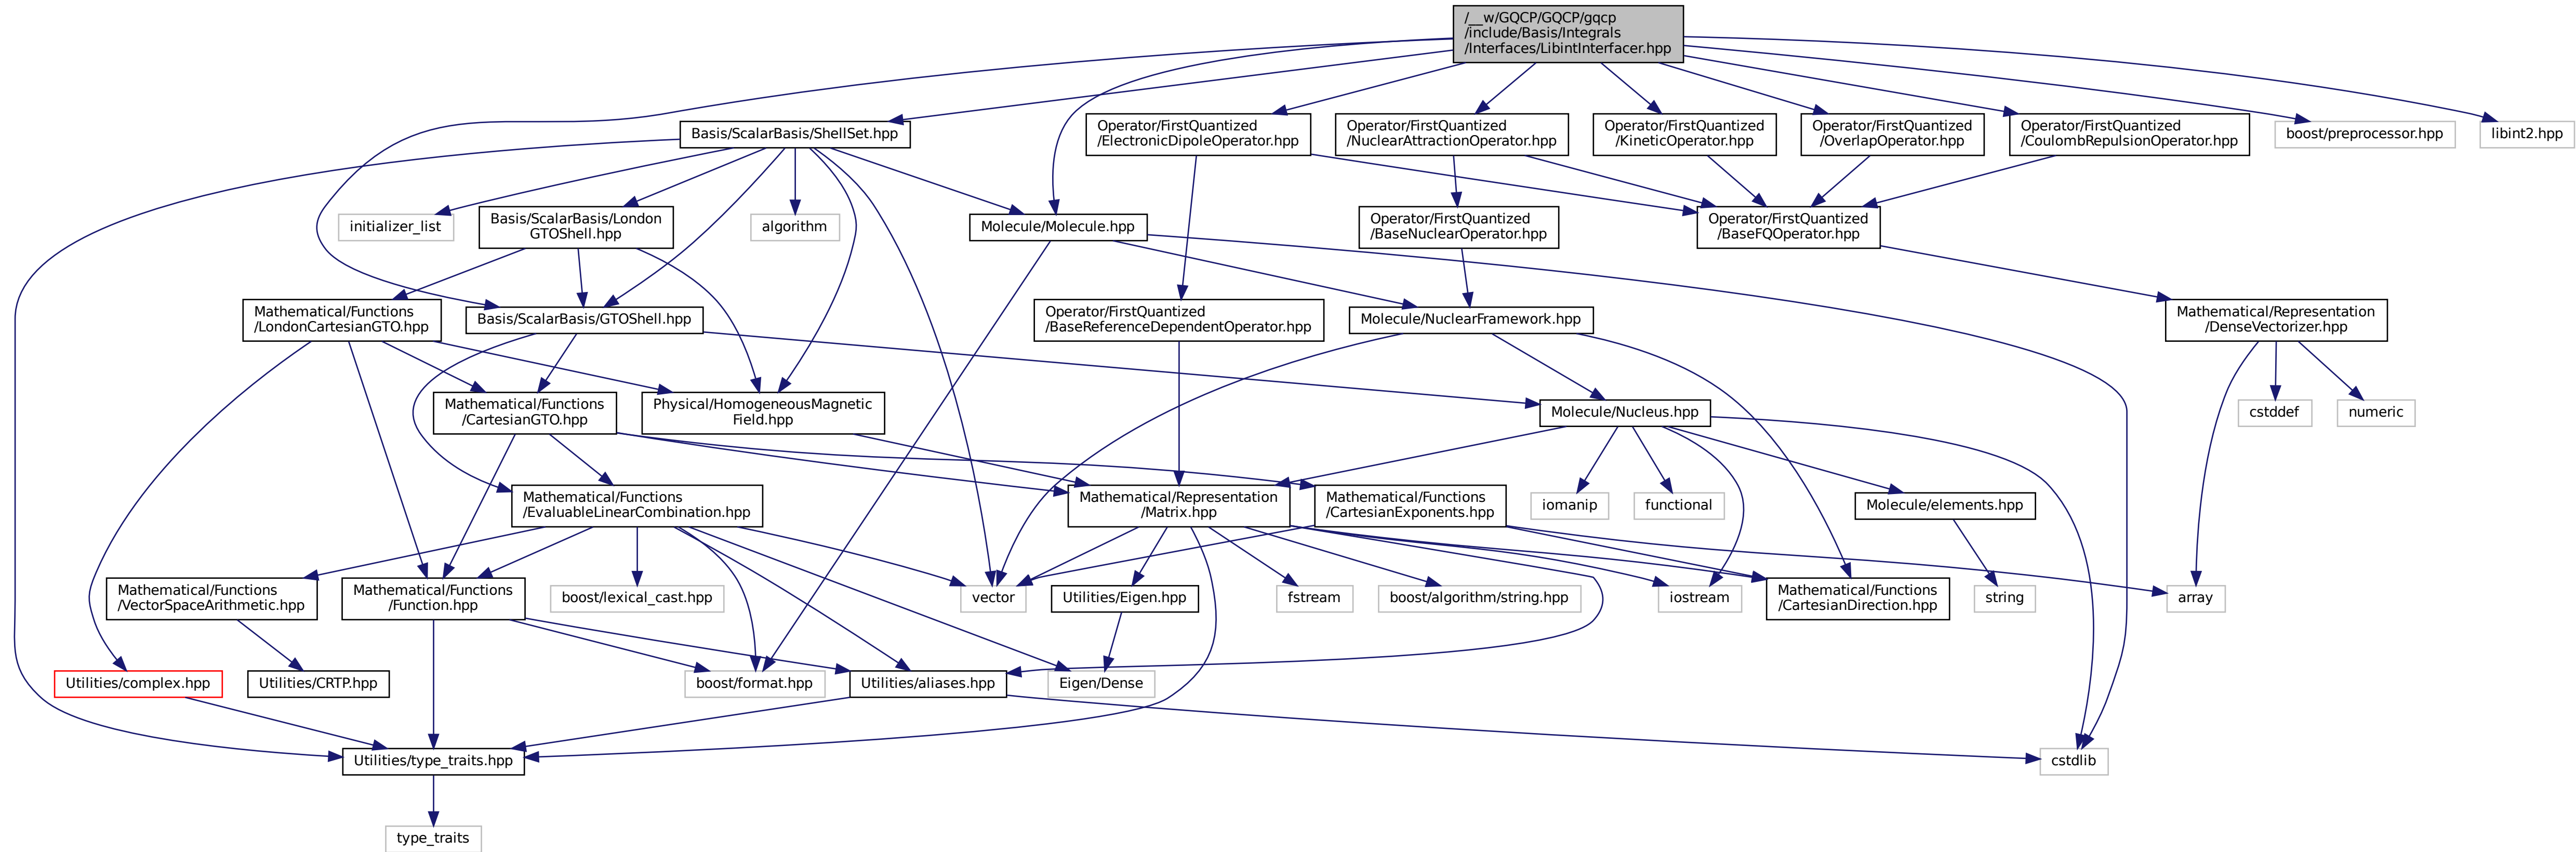 /__w/GQCP/GQCP/gqcp
/include/Basis/Integrals
/Interfaces/LibintInterfacer.hpp
Basis/ScalarBasis/ShellSet.hpp
Operator/FirstQuantized
/ElectronicDipoleOperator.hpp
Operator/FirstQuantized
/NuclearAttractionOperator.hpp
Operator/FirstQuantized
/KineticOperator.hpp
Operator/FirstQuantized
/OverlapOperator.hpp
Operator/FirstQuantized
/CoulombRepulsionOperator.hpp
boost/preprocessor.hpp
libint2.hpp
initializer_list
Basis/ScalarBasis/London
GTOShell.hpp
algorithm
Molecule/Molecule.hpp
Operator/FirstQuantized
/BaseNuclearOperator.hpp
Operator/FirstQuantized
/BaseFQOperator.hpp
Mathematical/Functions
/LondonCartesianGTO.hpp
Basis/ScalarBasis/GTOShell.hpp
Operator/FirstQuantized
/BaseReferenceDependentOperator.hpp
Molecule/NuclearFramework.hpp
Mathematical/Representation
/DenseVectorizer.hpp
Mathematical/Functions
/CartesianGTO.hpp
Physical/HomogeneousMagnetic
Field.hpp
Molecule/Nucleus.hpp
cstddef
numeric
Mathematical/Functions
/EvaluableLinearCombination.hpp
Mathematical/Representation
/Matrix.hpp
Mathematical/Functions
/CartesianExponents.hpp
iomanip
functional
Molecule/elements.hpp
Mathematical/Functions
/VectorSpaceArithmetic.hpp
Mathematical/Functions
/Function.hpp
boost/lexical_cast.hpp
vector
Utilities/Eigen.hpp
fstream
boost/algorithm/string.hpp
iostream
Mathematical/Functions
/CartesianDirection.hpp
string
array
Utilities/complex.hpp
Utilities/CRTP.hpp
boost/format.hpp
Utilities/aliases.hpp
Eigen/Dense
Utilities/type_traits.hpp
cstdlib
type_traits